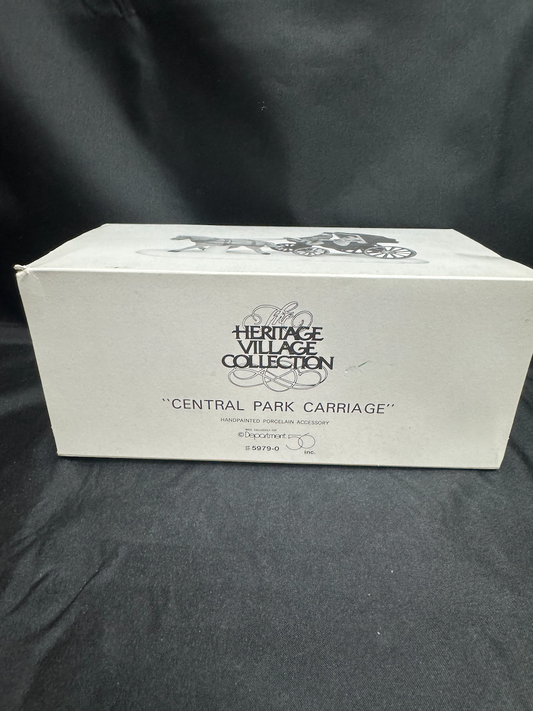 The
HERITAGE
VILLAGE
COLLECTION
"CENTRAL PARK CARRIAGE"
HANDPAINTED PORCELAIN ACCESSORY
©Department 56
inc.
5979-0